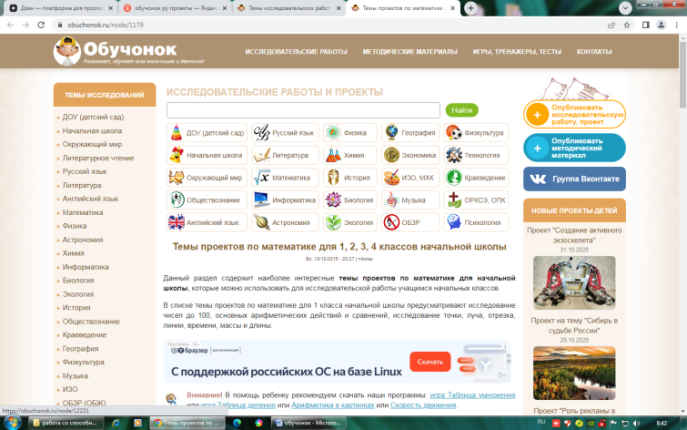 Дзен — платформа для просм
обучонок ру проекты — Яндекс
Темы исследовательских работ
Темы проектов по математике
obuchonok.ru/node/1179
Обучонок
Развивает, обучает всех мальчишек и девчонок!
ИССЛЕДОВАТЕЛЬСКИЕ РАБОТЫ
МЕТОДИЧЕСКИЕ МАТЕРИАЛЫ
ИГРЫ, ТРЕНАЖЕРЫ, ТЕСТЫ
КОНТАКТЫ
ТЕМЫ ИССЛЕДОВАНИЙ
ДОУ (детский сад)
Начальная школа
Окружающий мир
Литературное чтение
Русский язык
Литература
Английский язык
Математика
Физика
Астрономия
Химия
Информатика
Биология
Экология
История
Обществознание
Краеведение
География
Физкультура
Музыка
ИЗО
ОБЗР (ОБЖ)
ИССЛЕДОВАТЕЛЬСКИЕ РАБОТЫ И ПРОЕКТЫ
Найти
ДОУ (детский сад) Русский язык Физика География Физкультура
Начальная школа Литература Химия Экономика Технология
Окружающий мир Математика История ИЗО, МХК Краеведение
Обществознание Информатика Биология Музыка ОРКСЭ, ОПК
Английский язык Астрономия Экология ОБЗР Психология
Темы проектов по математике для 1, 2, 3, 4 классов начальной школы
Данный раздел содержит наиболее интересные темы проектов по математике для начальной
школы, которые можно использовать для исследовательской работы учащимся начальных классов.
В списке темы проектов по математике для 1 класса начальной школы предусматривают исследование
чисел до 100, основных арифметических действий и сравнений, исследование точки, луча, отрезка,
линии, времени, массы и длины.
Браузер
С поддержкой российских ОС на базе Linux
Скачать
Внимание! В помощь ребенку рекомендуем скачать наши программы: игра Таблица умножения
или игра Таблица деления или Арифметика в картинках или Скорость движения.
Опубликовать
исследовательскую
работу, проект
Опубликовать
методический
материал
Группа Вконтакте
НОВЫЕ ПРОЕКТЫ ДЕТЕЙ
Проект "Создание активного
экзоскелета"
31.10.2025
Проект на тему "Сибирь в
судьбе России"
29.10.2025
Проект "Роль рекламы в
https://obuchonok.ru/node/12231
работа со способн...
Темы проектов по ...
обучонок - Microso...
RU
8:42